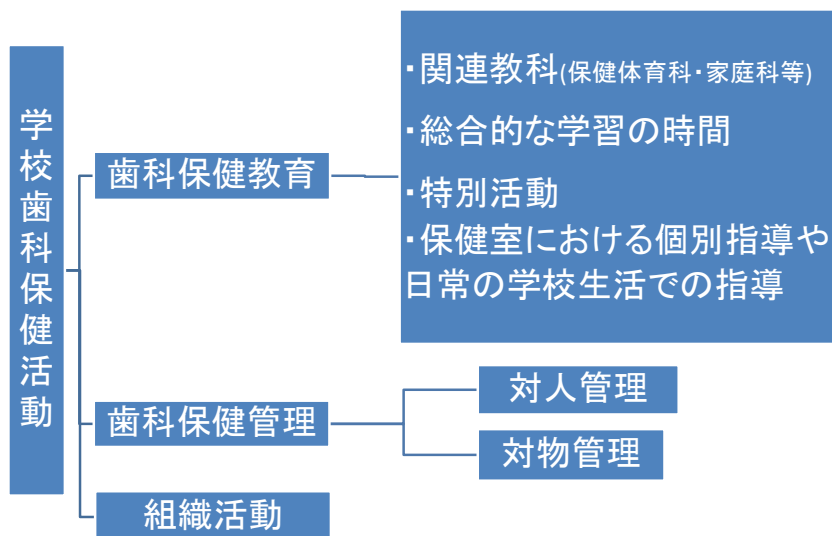 学校歯科保健活動
歯科保健教育
・関連教科(保健体育科・家庭科等)
・総合的な学習の時間
・特別活動
・保健室における個別指導や
日常の学校生活での指導
歯科保健管理
対人管理
対物管理
組織活動